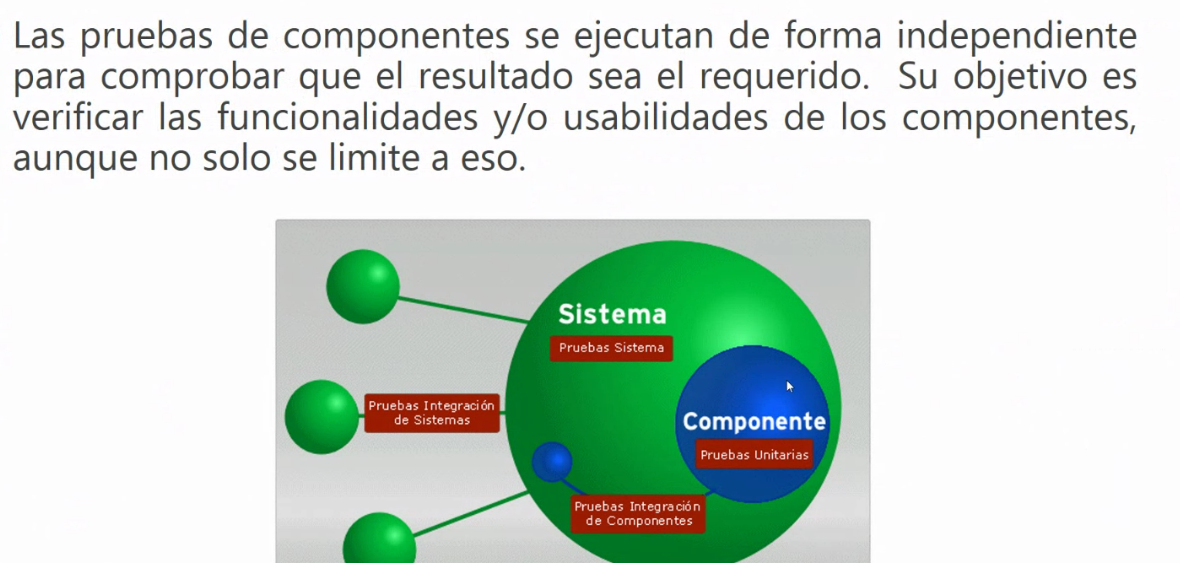 Las pruebas de componentes se ejecutan de forma independiente
para comprobar que el resultado sea el requerido. Su objetivo es
verificar las funcionalidades y/o usabilidades de los componentes,
aunque no solo se limite a eso.
Sistema
Pruebas Sistema
Pruebas Integración
de Sistemas
Componente
Pruebas Unitarias
Pruebas Integración
de Componentes